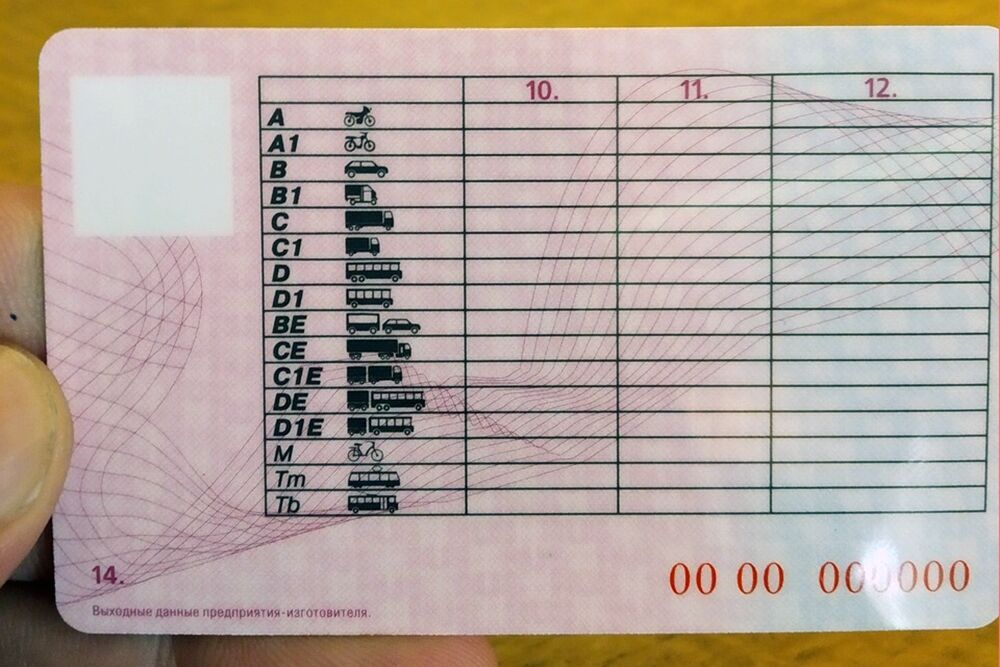 10. 11. 12.
A
A1
B
B1
C
C1
D
D1
BE
CE
C1E
DE
D1E
M
Tm
Tb
14.
00 00 000000
Выходные данные предприятия-изготовителя.